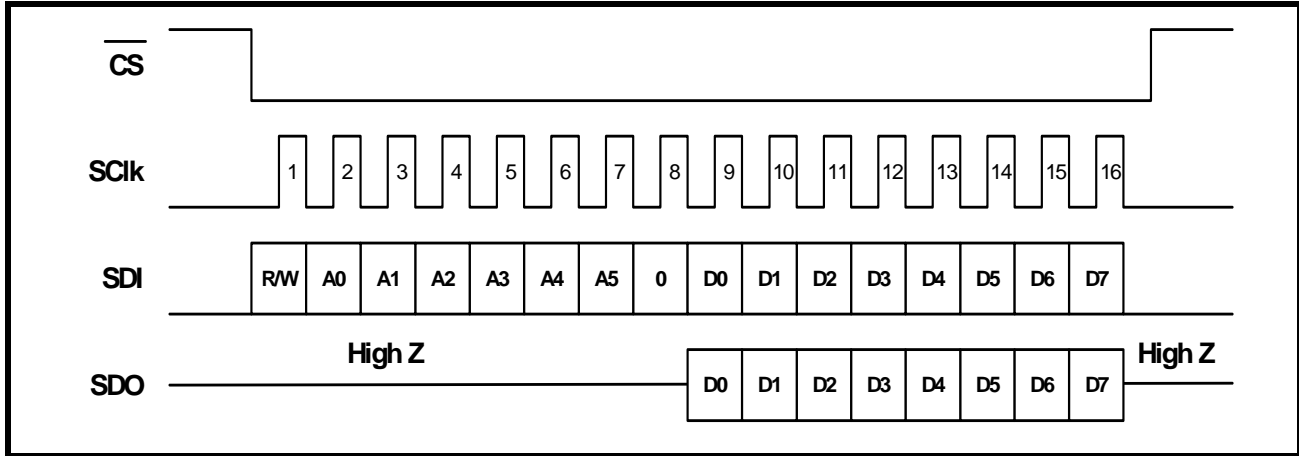 CS
SClk 1 2 3 4 5 6 7 8 9 10 11 12 13 14 15 16
SDI R/W A0 A1 A2 A3 A4 A5 0 D0 D1 D2 D3 D4 D5 D6 D7
High Z High Z
SDO D0 D1 D2 D3 D4 D5 D6 D7